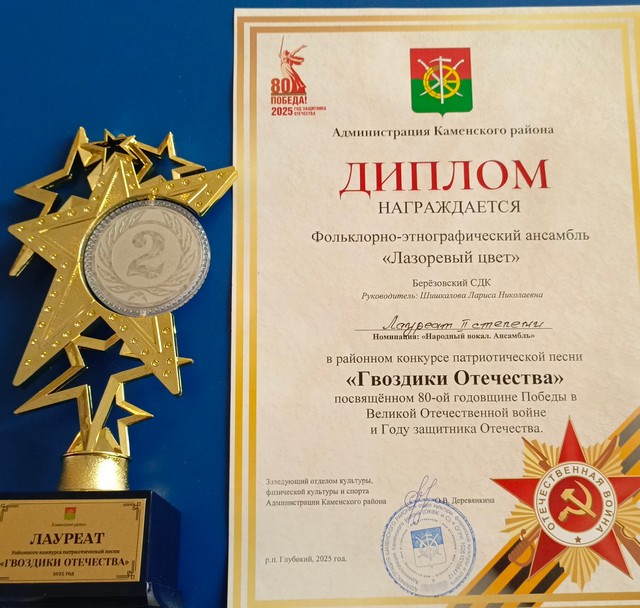 80
ПОБЕДА!
2025 ГОД ЗАЩИТНИКА
ОТЕЧЕСТВА
Администрация Каменского района
ДИПЛОМ
НАГРАЖДАЕТСЯ
Фольклорно-этнографический ансамбль
«Лазоревый цвет»
Берёзовский СДК
Руководитель: Шишкалова Лариса Николаевна
Лауреат II степени
Номинация: «Народный вокал. Ансамбль»
в районном конкурсе патриотической песни
«Гвоздики Отечества»
посвящённом 80-ой годовщине Победы в
Великой Отечественной войне
и Году защитника Отечества.
Заведующий отделом культуры,
физической культуры и спорта
Администрации Каменского района
О.В. Деревянкина
р.п. Глубокий, 2025 год.
ОТЕЧЕСТВЕННАЯ ВОЙНА
2
Каменский район
ЛАУРЕАТ
Районного конкурса патриотической песни
«ГВОЗДИКИ ОТЕЧЕСТВА»
2025 год